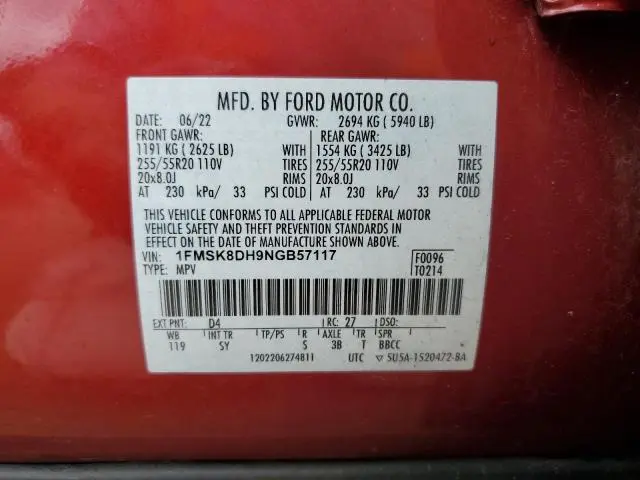 MFD. BY FORD MOTOR CO.
DATE: 06/22 GVWR: 2694 KG ( 5940 LB)
FRONT GAWR: REAR GAWR:
1191 KG ( 2625 LB) WITH 1554 KG ( 3425 LB) WITH
255/55R20 110V TIRES 255/55R20 110V TIRES
20x8.0J RIMS 20x8.0J RIMS
AT 230 kPa/ 33 PSI COLD AT 230 kPa/ 33 PSI COLD
THIS VEHICLE CONFORMS TO ALL APPLICABLE FEDERAL MOTOR
VEHICLE SAFETY AND THEFT PREVENTION STANDARDS IN
EFFECT ON THE DATE OF MANUFACTURE SHOWN ABOVE.
VIN: 1FMSK8DH9NGB57117 F0096
TYPE: MPV T0214
EXT PNT: D4 RC: 27 DSO:
WB INT TR TP/PS R AXLE TR SPR
119 SY S 3B T BBCC
1202206274811 UTC ▽ 5U5A-1520472-BA